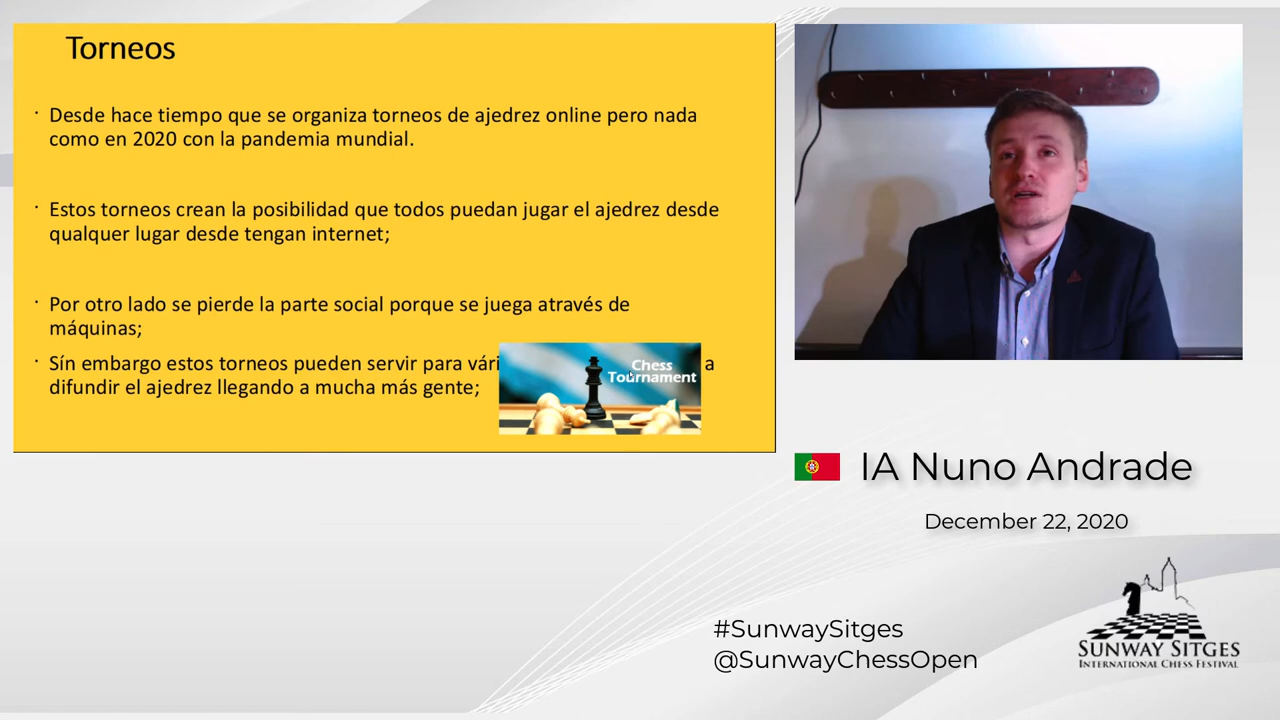 Torneos
· Desde hace tiempo que se organiza torneos de ajedrez online pero nada
como en 2020 con la pandemia mundial.
· Estos torneos crean la posibilidad que todos puedan jugar el ajedrez desde
qualquer lugar desde tengan internet;
· Por otro lado se pierde la parte social porque se juega através de
máquinas;
· Sín embargo estos torneos pueden servir para vári a
difundir el ajedrez llegando a mucha más gente;
Chess
Tournament
IA Nuno Andrade
December 22, 2020
#SunwaySitges
@SunwayChessOpen
SUNWAY SITGES
INTERNATIONAL CHESS FESTIVAL